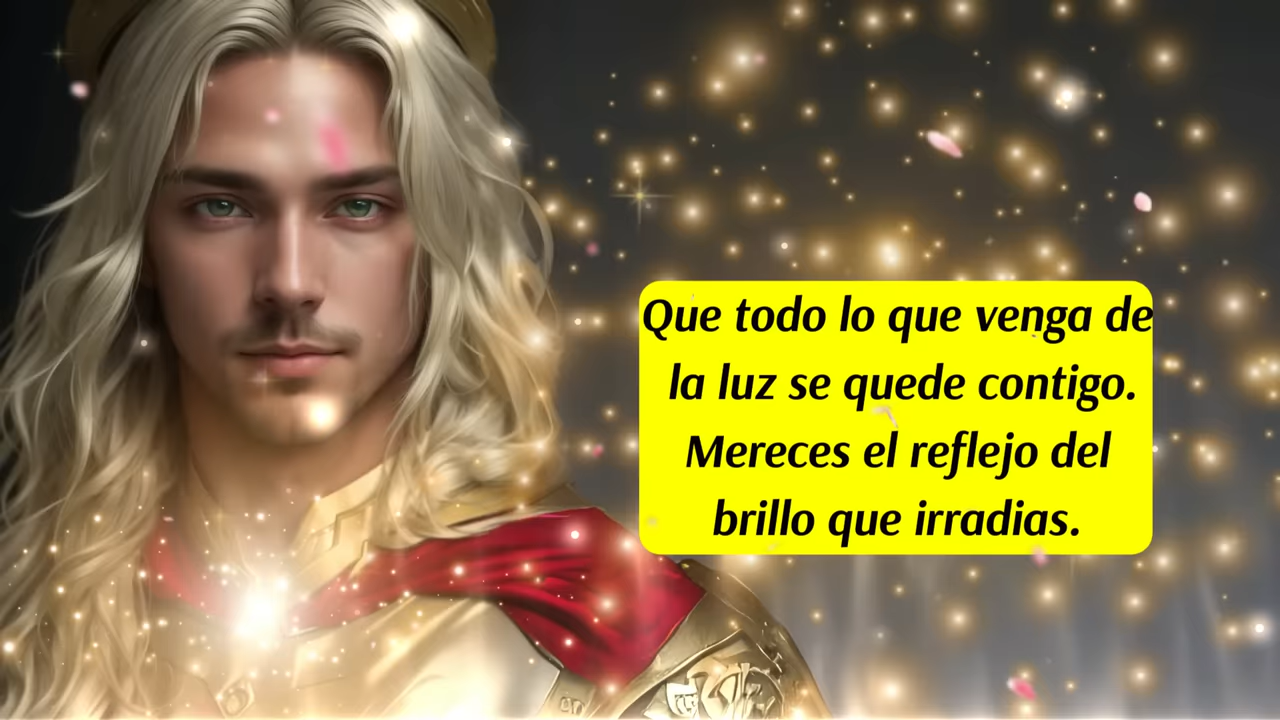 Que todo lo que venga de
la luz se quede contigo.
Mereces el reflejo del
brillo que irradias.